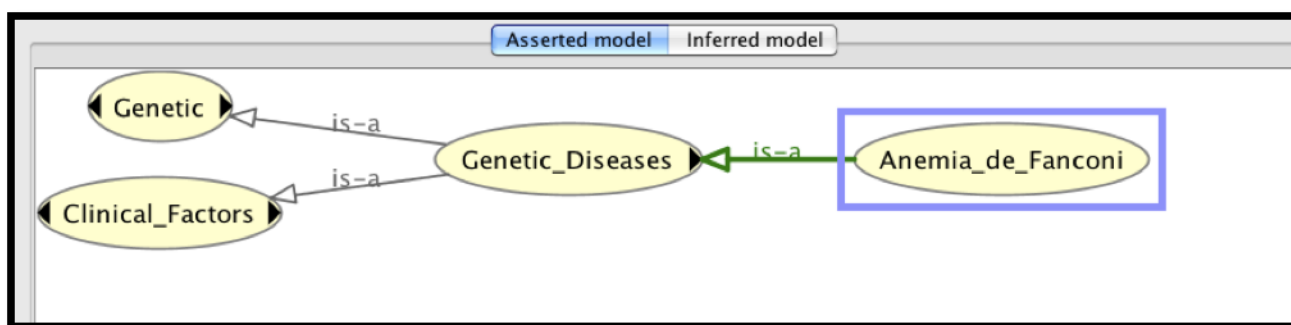 Asserted model Inferred model
Genetic
is-a
is-a
Genetic_Diseases
is-a
Anemia_de_Fanconi
Clinical_Factors